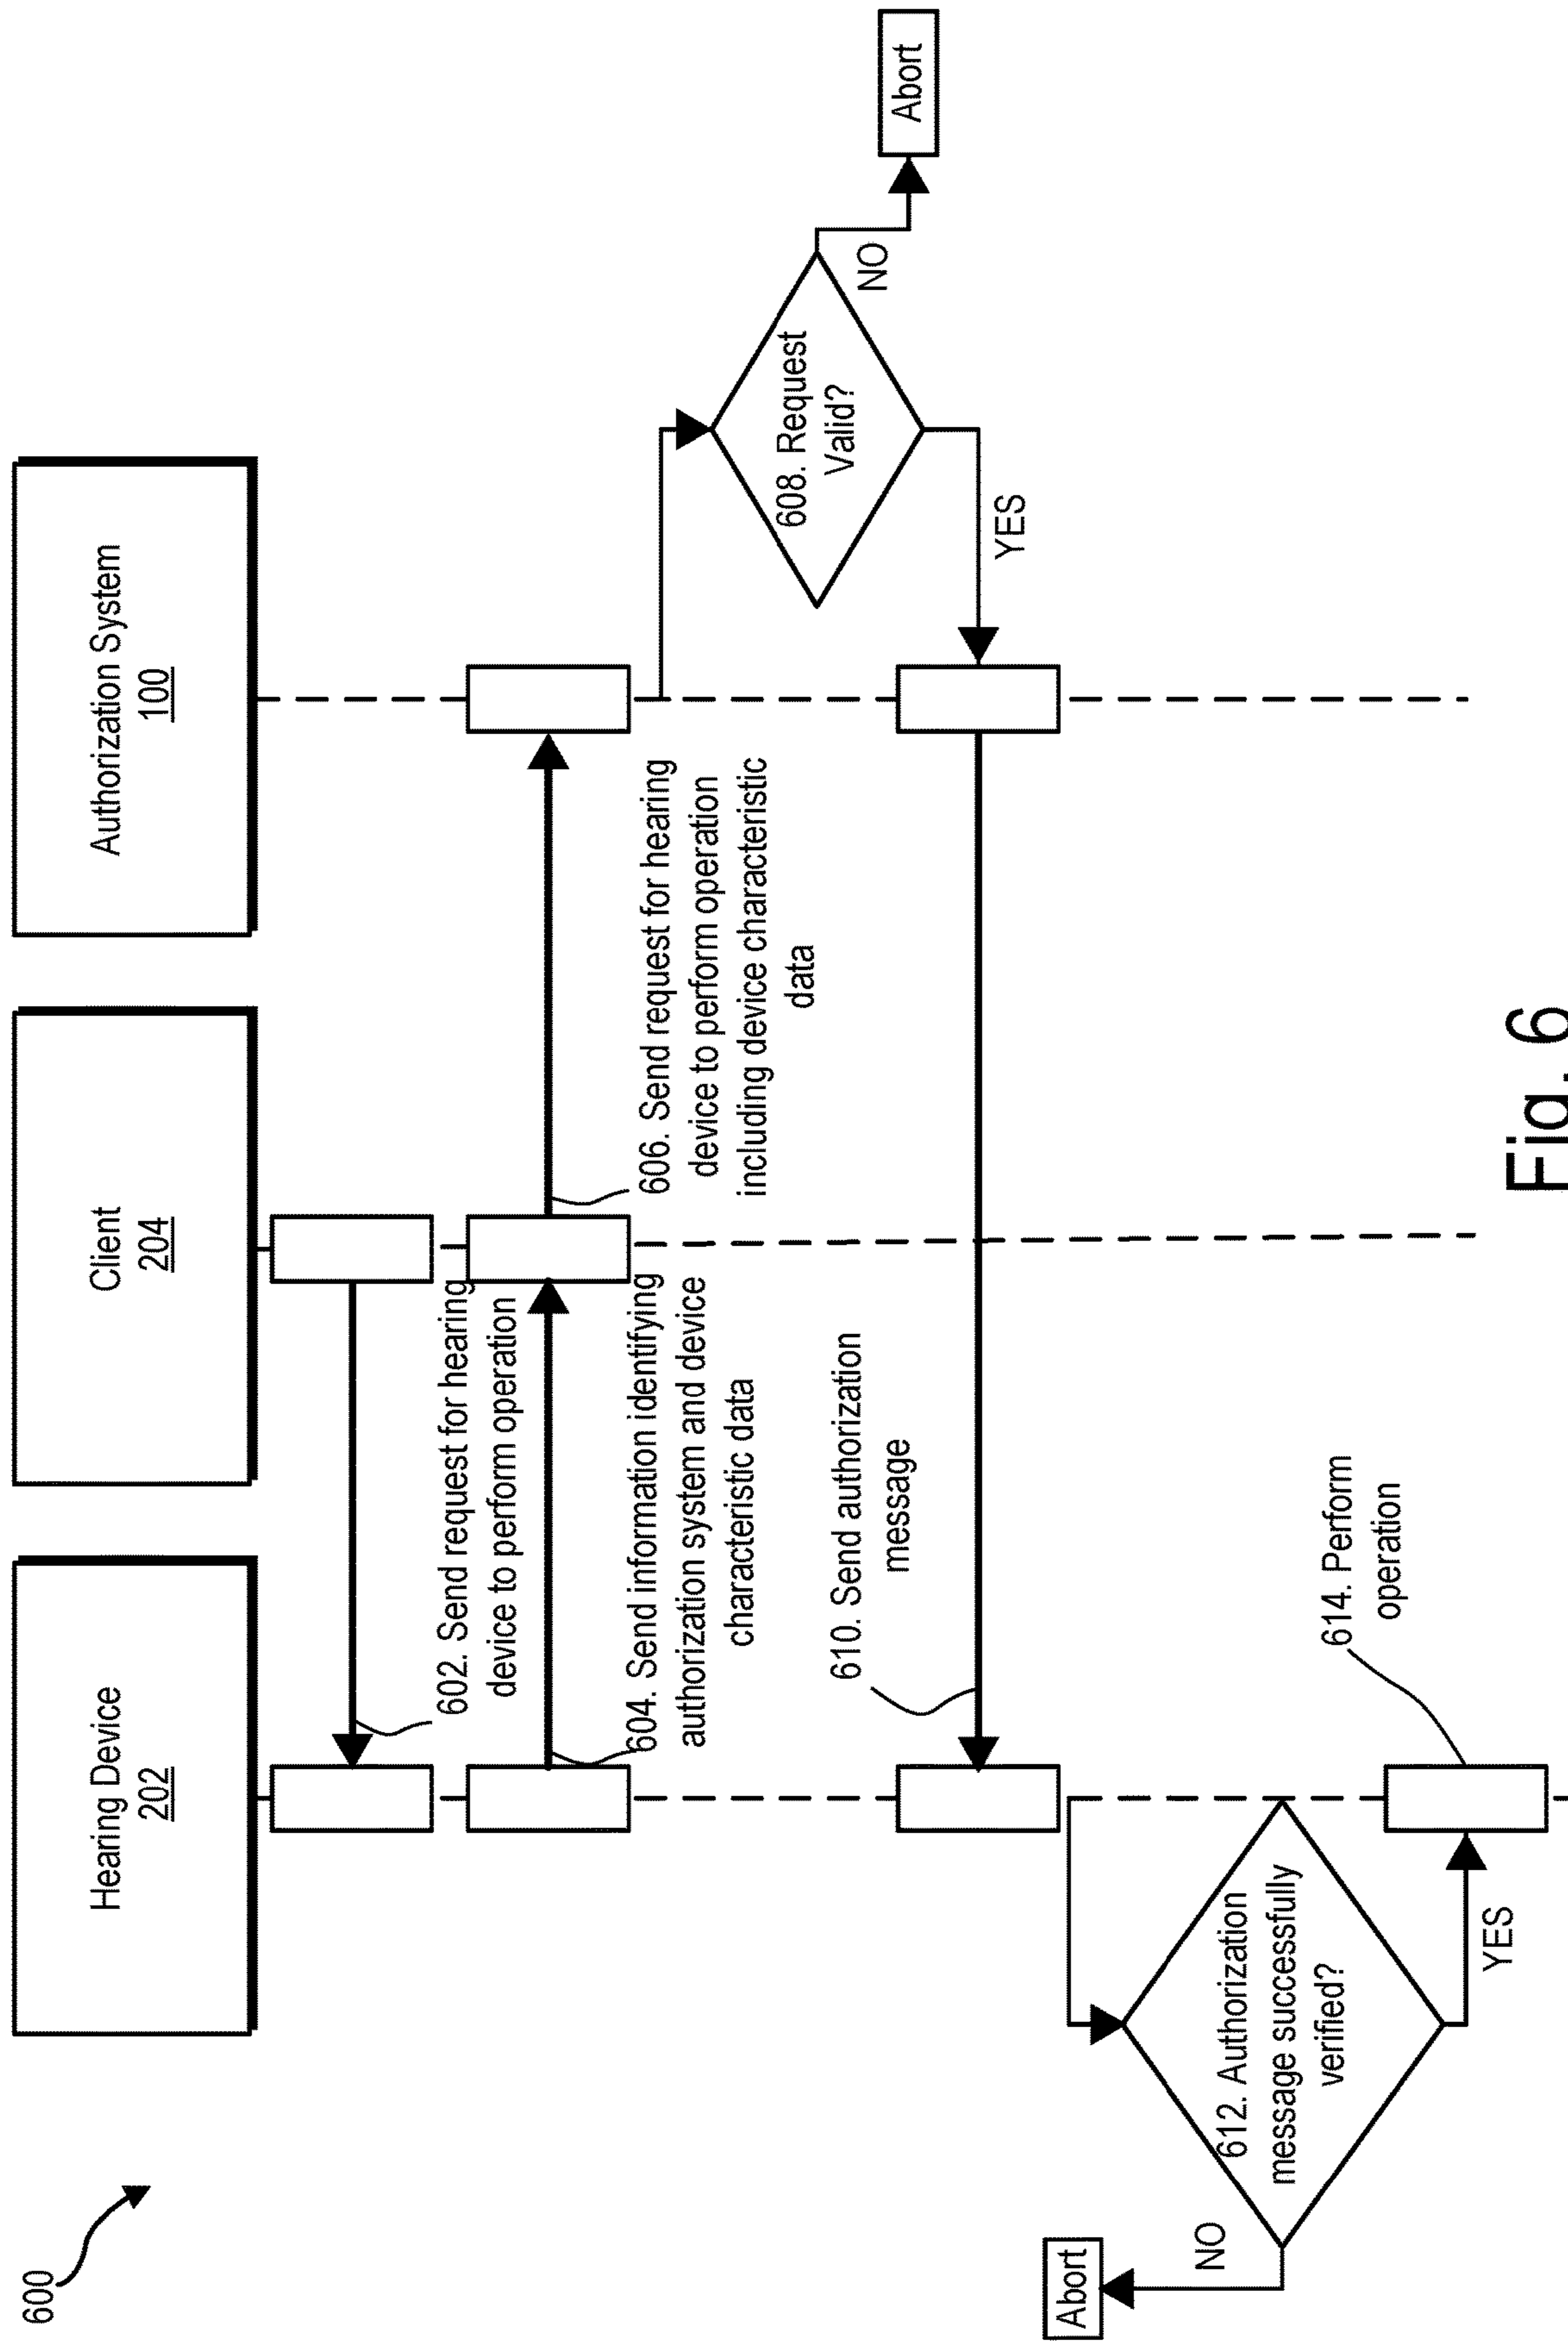 600
Hearing Device
202
Client
204
Authorization System
100
602. Send request for hearing
device to perform operation
604. Send information identifying
authorization system and device
characteristic data
606. Send request for hearing
device to perform operation
including device characteristic
data
608. Request
Valid?
NO
Abort
YES
610. Send authorization
message
612. Authorization
message successfully
verified?
NO
Abort
YES
614. Perform
operation
Fig. 6